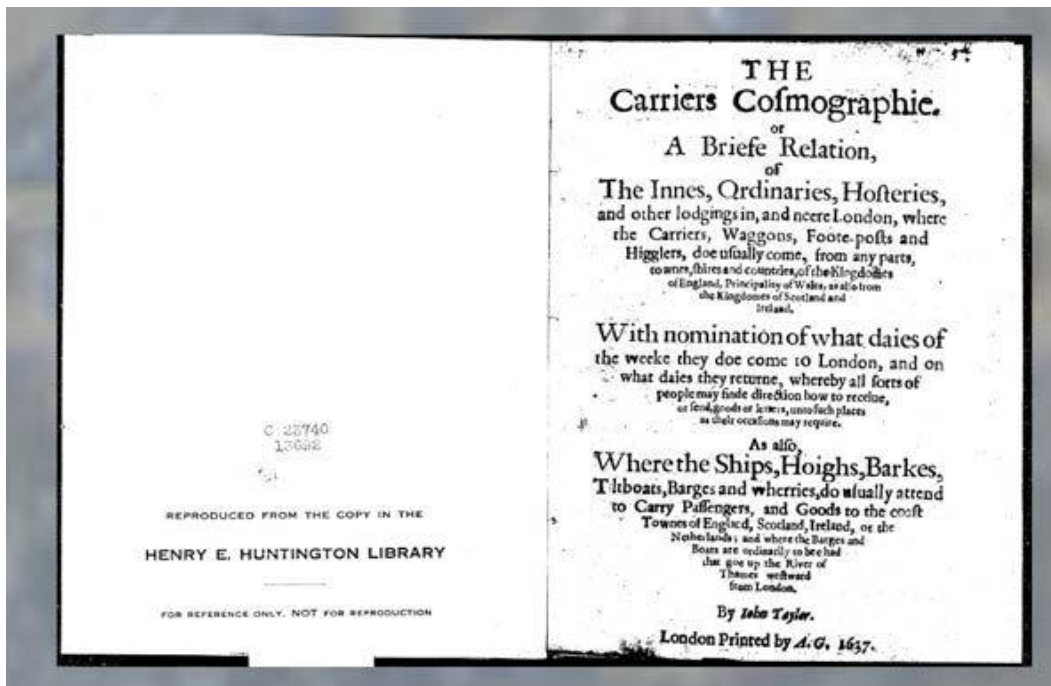 C 23740
13692
REPRODUCED FROM THE COPY IN THE
HENRY E. HUNTINGTON LIBRARY
FOR REFERENCE ONLY, NOT FOR REPRODUCTION
THE
Carriers Coſmographie.
or
A Briefe Relation,
of
The Innes, Ordinaries, Hoſteries,
and other lodgings in, and neere London, where
the Carriers, Waggons, Foote-poſts and
Higglers, doe uſually come, from any parts,
townes, ſhires and countries, of the Kingdomes
of England, Principality of Wales, as alſo from
the Kingdomes of Scotland and
Ireland.
With nomination of what daies of
the weeke they doe come to London, and on
what daies they returne, whereby all ſorts of
people may finde direction how to receive,
or ſend, goods or letters, unto ſuch places
as their occaſions may require.
As alſo,
Where the Ships, Hoighs, Barkes,
Tiltboats, Barges and wherries, do uſually attend
to Carry Paſſengers, and Goods to the coaſt
Townes of England, Scotland, Ireland, or the
Netherlands; and where the Barges and
Boats are ordinarily to bee had
that goe up the River of
Thames weſtward
from London.
By Iohn Taylor.
London Printed by A.G. 1637.